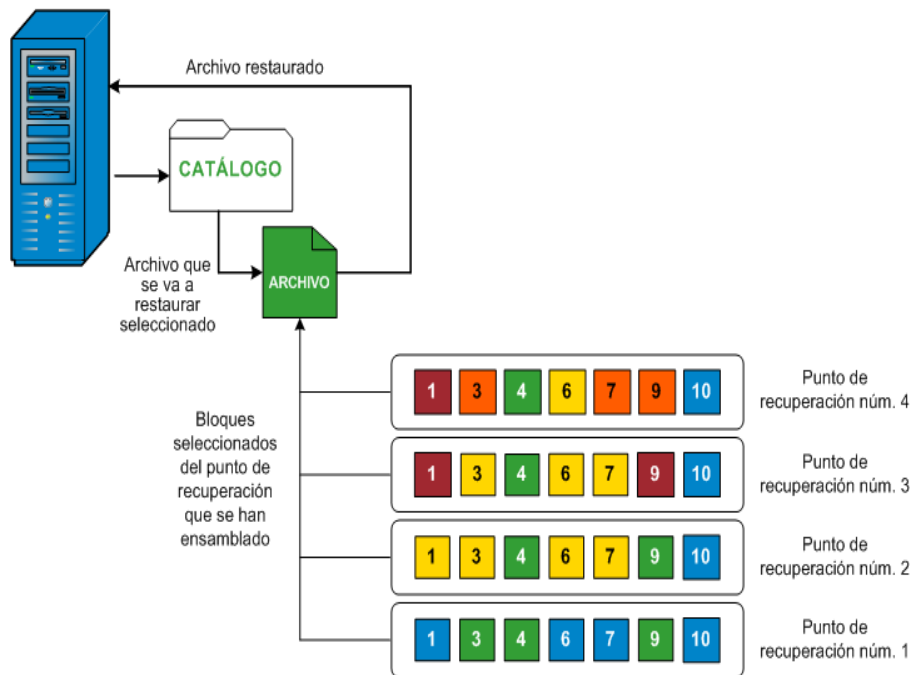 Archivo restaurado
CATÁLOGO
Archivo que
se va a
restaurar
seleccionado
ARCHIVO
Bloques
seleccionados
del punto de
recuperación
que se han
ensamblado
1 3 4 6 7 9 10
Punto de
recuperación núm. 4
1 3 4 6 7 9 10
Punto de
recuperación núm. 3
1 3 4 6 7 9 10
Punto de
recuperación núm. 2
1 3 4 6 7 9 10
Punto de
recuperación núm. 1